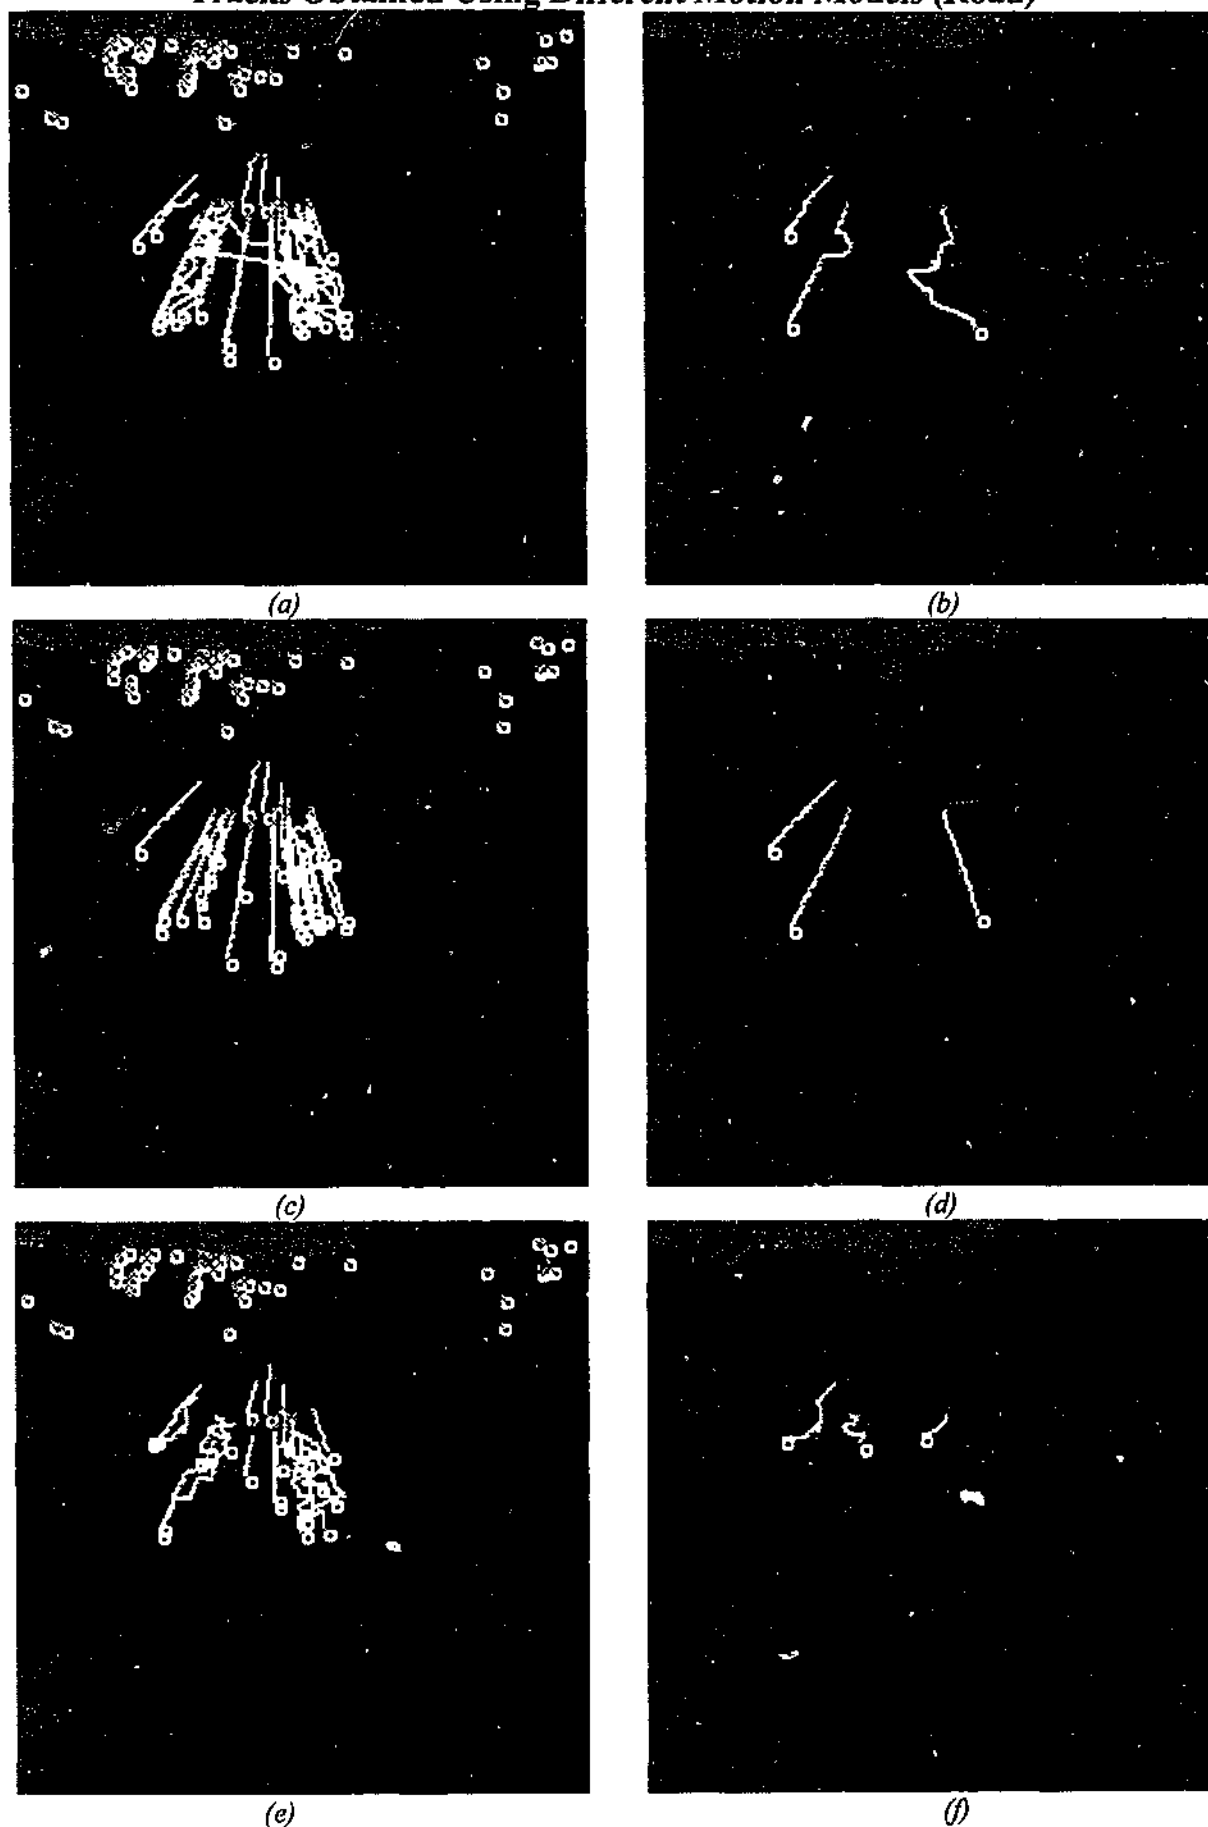 Tracks Obtained Using Different Motion Models (Road)
(a)
(b)
(c)
(d)
(e)
(f)